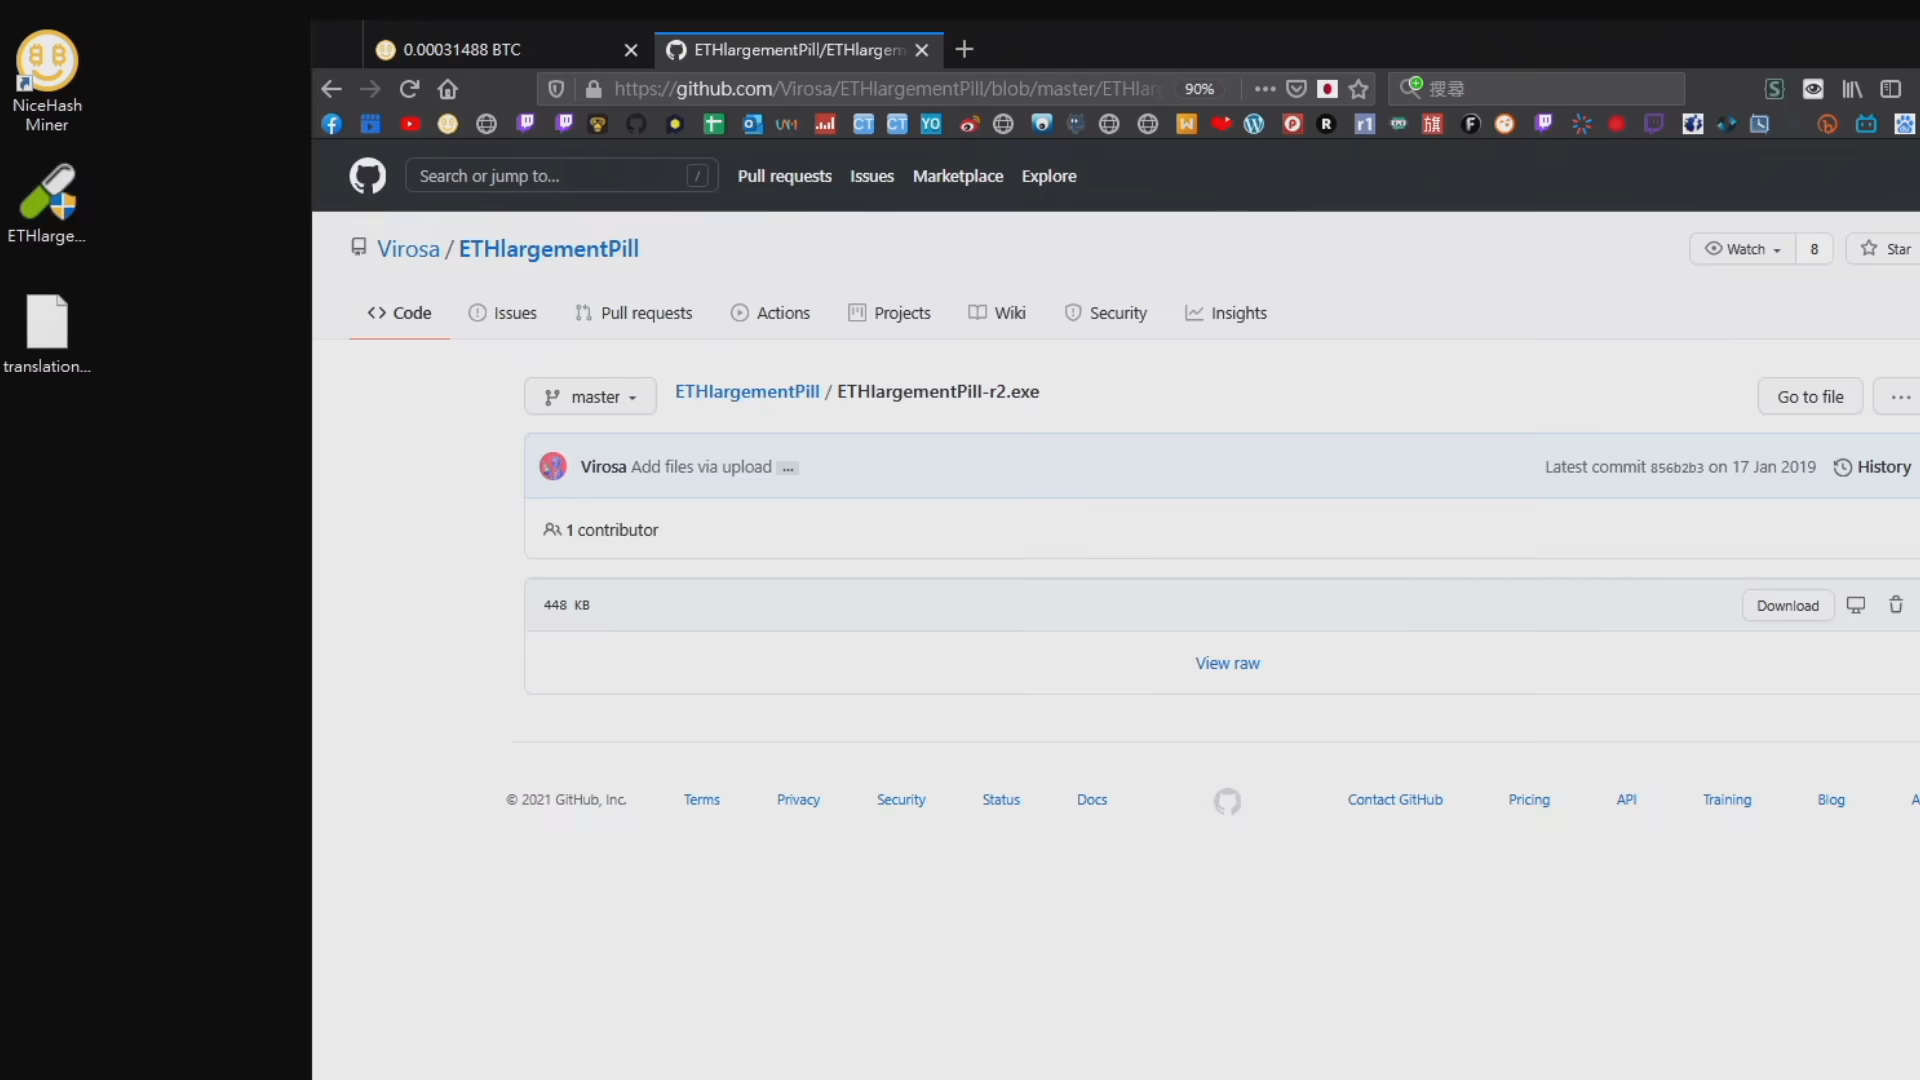 0.00031488 BTC
ETHlargementPill/ETHlargem
NiceHash
Miner
https://github.com/Virosa/ETHlargementPill/blob/master/ETHlar
90%
搜尋
Search or jump to...
/
Pull requests
Issues
Marketplace
Explore
ETHlarge...
Virosa / ETHlargementPill
Watch
8
Star
Code
Issues
Pull requests
Actions
Projects
Wiki
Security
Insights
translation...
master
ETHlargementPill / ETHlargementPill-r2.exe
Go to file
...
Virosa Add files via upload ...
Latest commit 856b2b3 on 17 Jan 2019
History
1 contributor
448 KB
Download
View raw
© 2021 GitHub, Inc.
Terms
Privacy
Security
Status
Docs
Contact GitHub
Pricing
API
Training
Blog
A